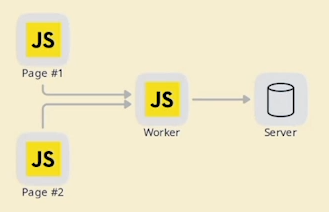 JS
Page #1
JS
Worker
Server
JS
Page #2